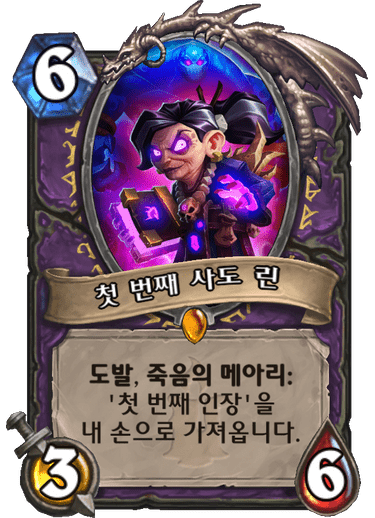 6
첫 번째 사도 린
도발, 죽음의 메아리:
'첫 번째 인장'을
내 손으로 가져옵니다.
3
6